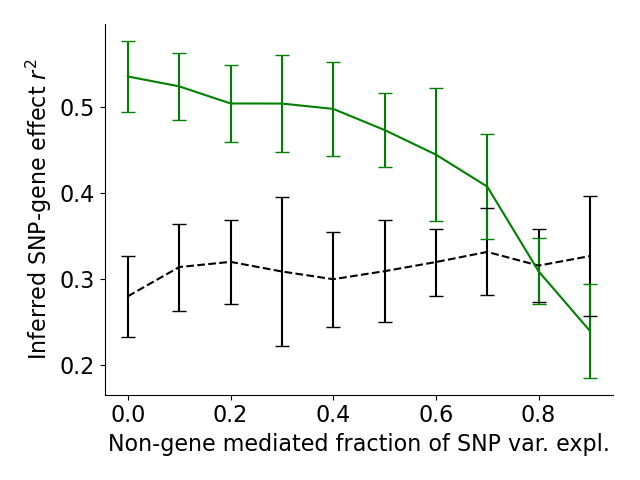 Inferred SNP-gene effect r²
0.5
0.4
0.3
0.2
0.0 0.2 0.4 0.6 0.8
Non-gene mediated fraction of SNP var. expl.